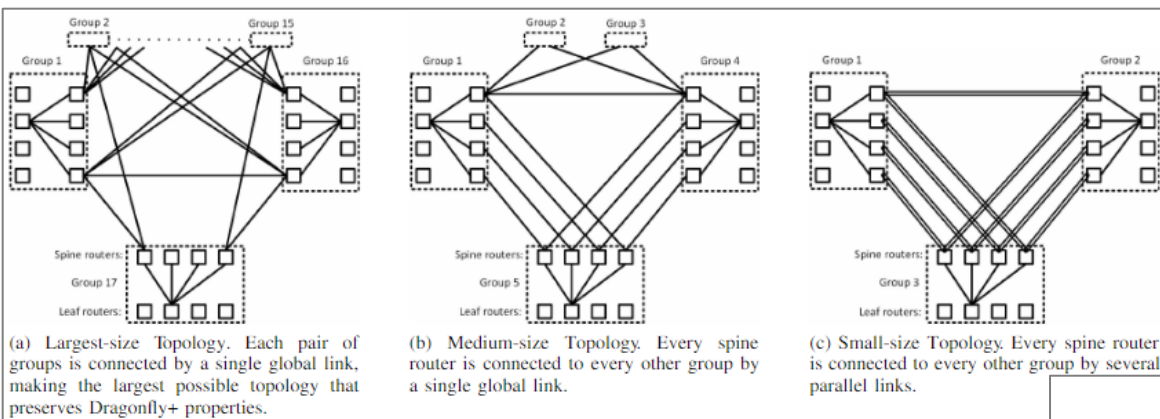 Group 2
Group 15
Group 1
Group 16
Spine routers:
Group 17
Leaf routers:
(a) Largest-size Topology. Each pair of
groups is connected by a single global link,
making the largest possible topology that
preserves Dragonfly+ properties.
Group 2
Group 3
Group 1
Group 4
Spine routers:
Group 5
Leaf routers:
(b) Medium-size Topology. Every spine
router is connected to every other group by
a single global link.
Group 1
Group 2
Spine routers:
Group 3
Leaf routers:
(c) Small-size Topology. Every spine router
is connected to every other group by several
parallel links.